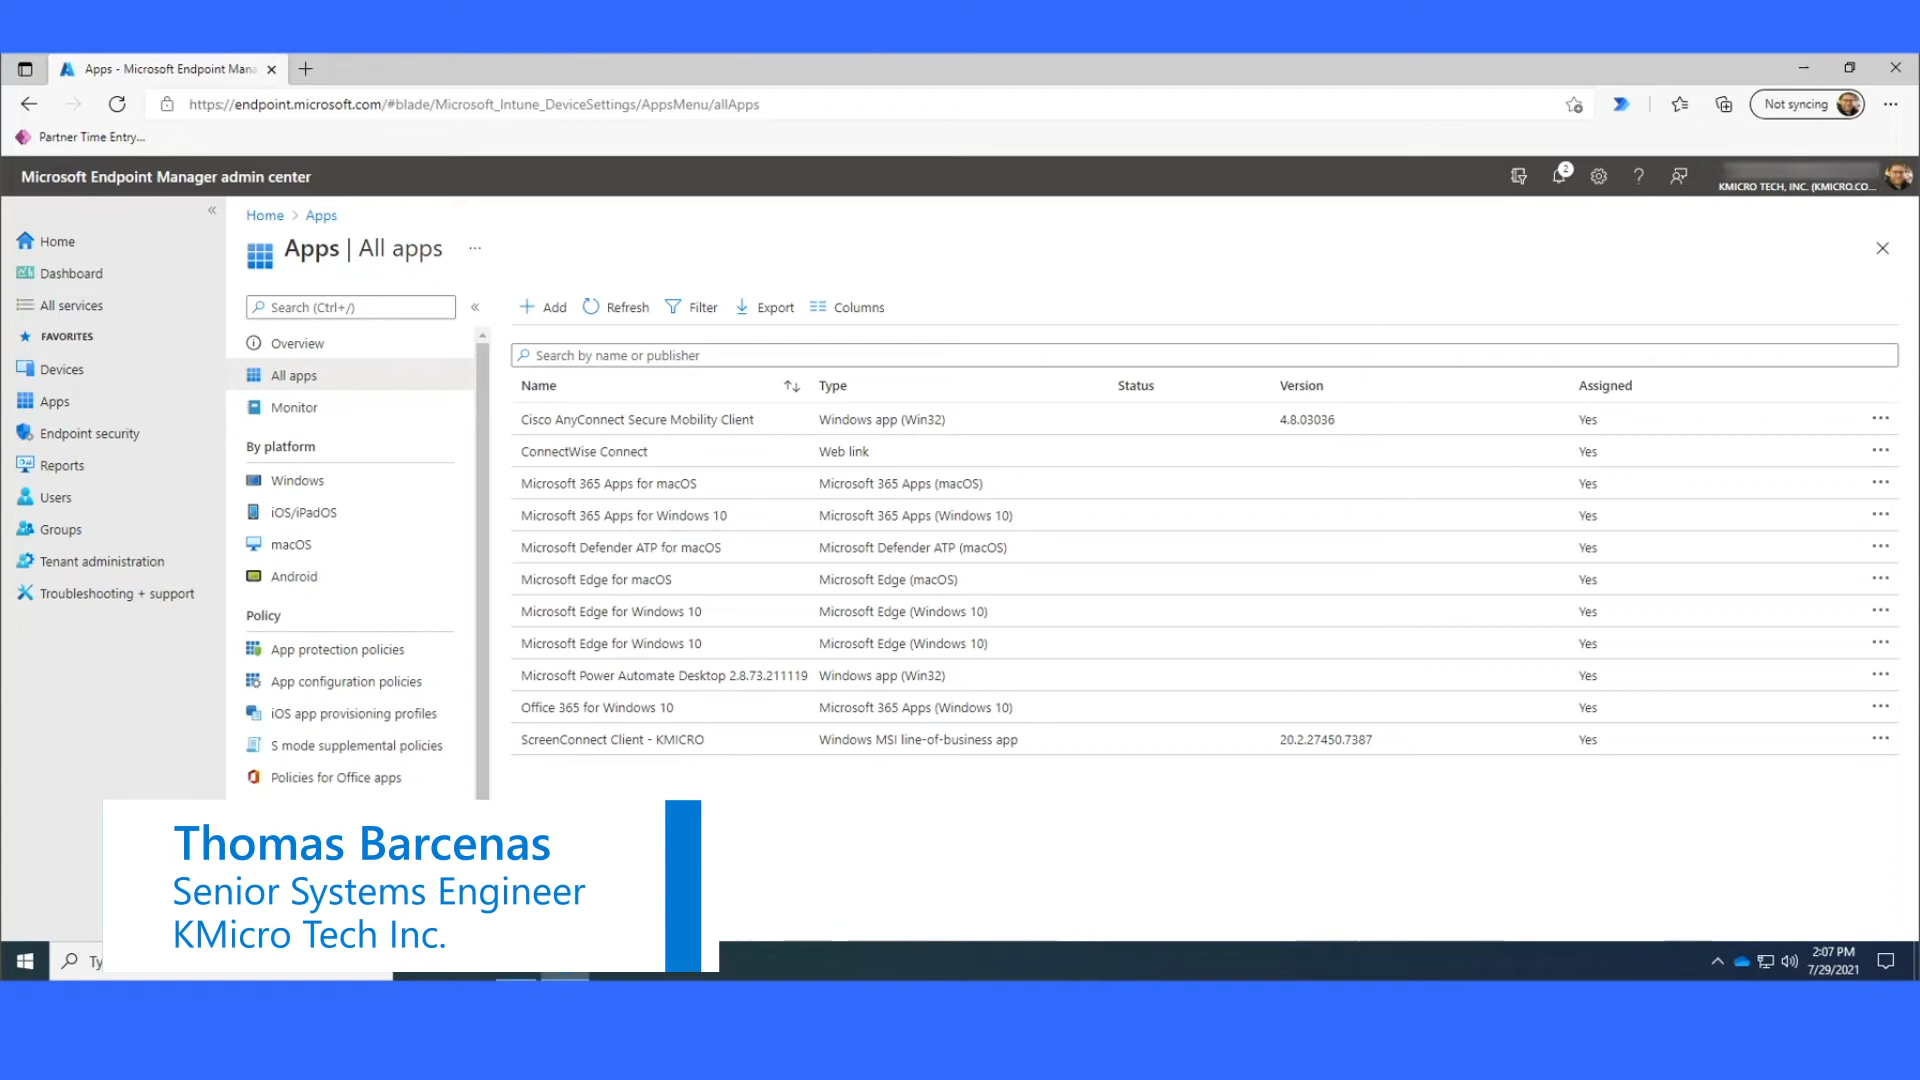 Apps - Microsoft Endpoint Mana
https://endpoint.microsoft.com/#blade/Microsoft_Intune_DeviceSettings/AppsMenu/allApps
Not syncing
Partner Time Entry...
Microsoft Endpoint Manager admin center
2
KMICRO TECH, INC. (KMICRO.CO...
Home
Dashboard
All services
FAVORITES
Devices
Apps
Endpoint security
Reports
Users
Groups
Tenant administration
Troubleshooting + support
Home > Apps
Apps | All apps
Search (Ctrl+/)
Overview
All apps
Monitor
By platform
Windows
iOS/iPadOS
macOS
Android
Policy
App protection policies
App configuration policies
iOS app provisioning profiles
S mode supplemental policies
Policies for Office apps
Add Refresh Filter Export Columns
Search by name or publisher
Name Type Status Version Assigned
Cisco AnyConnect Secure Mobility Client Windows app (Win32) 4.8.03036 Yes
ConnectWise Connect Web link Yes
Microsoft 365 Apps for macOS Microsoft 365 Apps (macOS) Yes
Microsoft 365 Apps for Windows 10 Microsoft 365 Apps (Windows 10) Yes
Microsoft Defender ATP for macOS Microsoft Defender ATP (macOS) Yes
Microsoft Edge for macOS Microsoft Edge (macOS) Yes
Microsoft Edge for Windows 10 Microsoft Edge (Windows 10) Yes
Microsoft Edge for Windows 10 Microsoft Edge (Windows 10) Yes
Microsoft Power Automate Desktop 2.8.73.211119 Windows app (Win32) Yes
Office 365 for Windows 10 Microsoft 365 Apps (Windows 10) Yes
ScreenConnect Client - KMICRO Windows MSI line-of-business app 20.2.27450.7387 Yes
Thomas Barcenas
Senior Systems Engineer
KMicro Tech Inc.
Ty
2:07 PM
7/29/2021